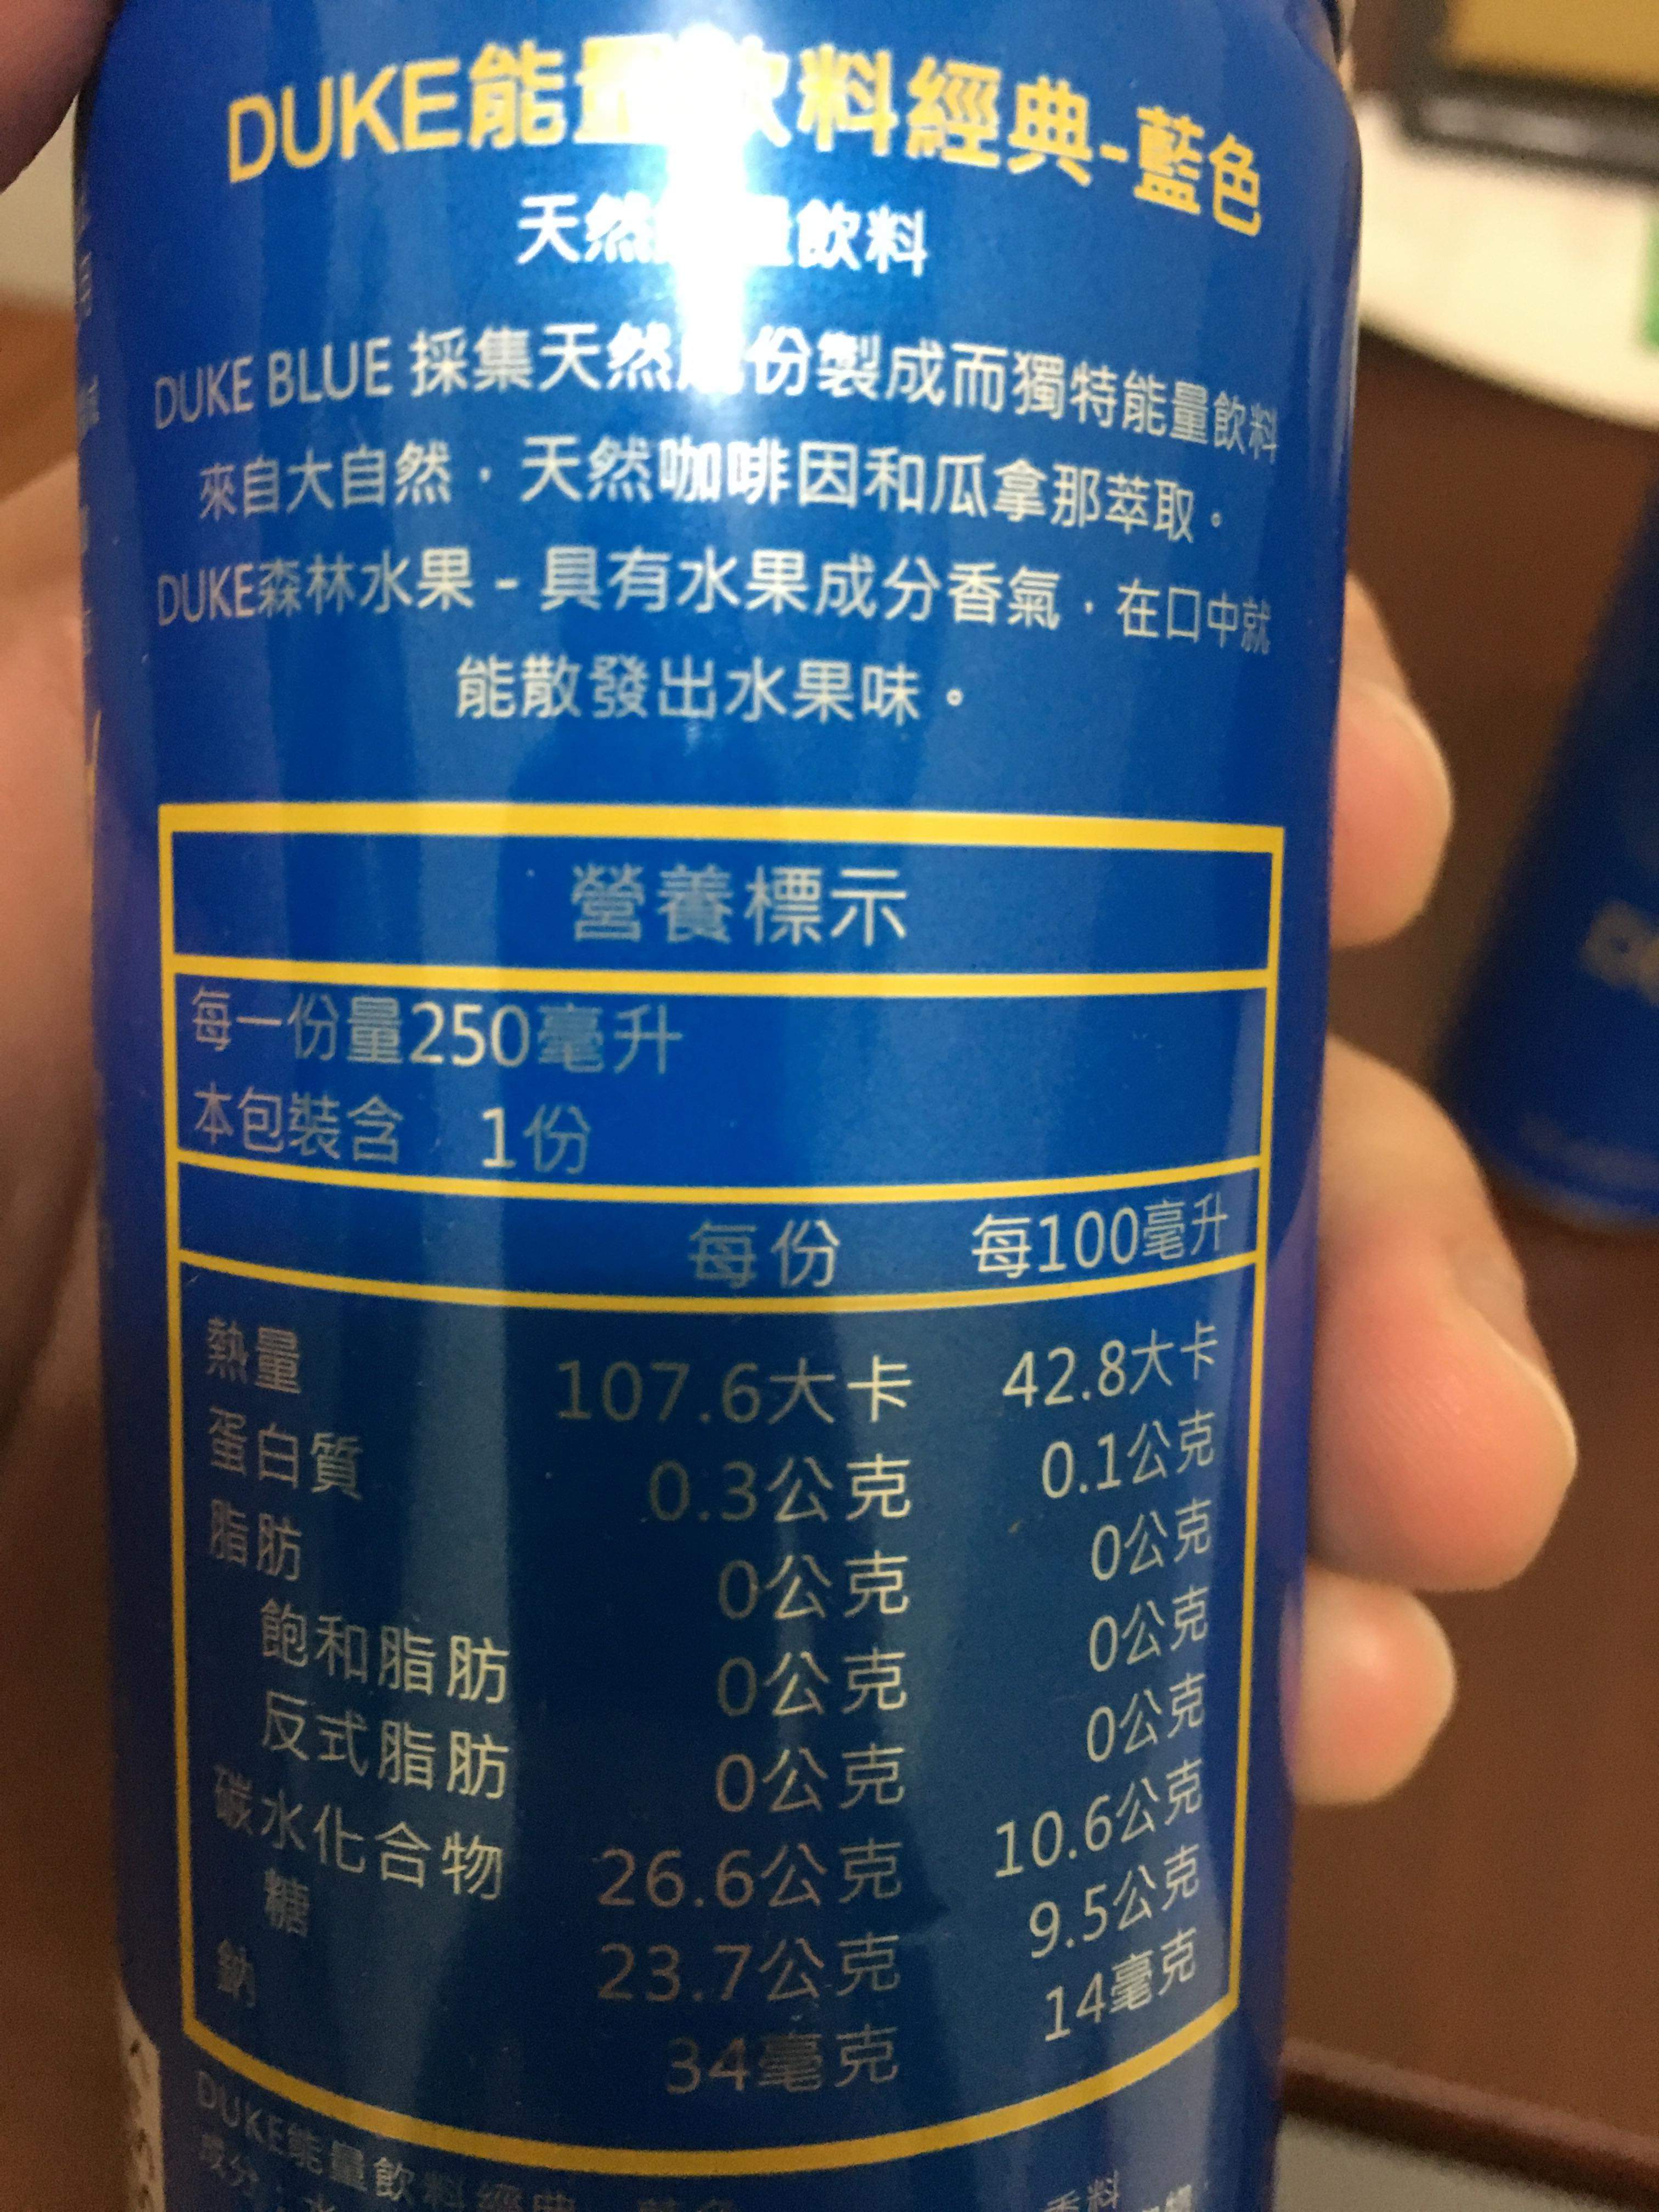 DUKE能量飲料經典-藍色
天然能量飲料
DUKE BLUE 採集天然成份製成而獨特能量飲料
來自大自然，天然咖啡因和瓜拿那萃取。
DUKE森林水果 - 具有水果成分香氣，在口中就
能散發出水果味。
營養標示
每一份量250毫升
本包裝含 1份
每份 每100毫升
熱量 107.6大卡 42.8大卡
蛋白質 0.3公克 0.1公克
脂肪 0公克 0公克
飽和脂肪 0公克 0公克
反式脂肪 0公克 0公克
碳水化合物 26.6公克 10.6公克
糖 23.7公克 9.5公克
鈉 34毫克 14毫克
DUKE能量飲料經典
成分：水
香料